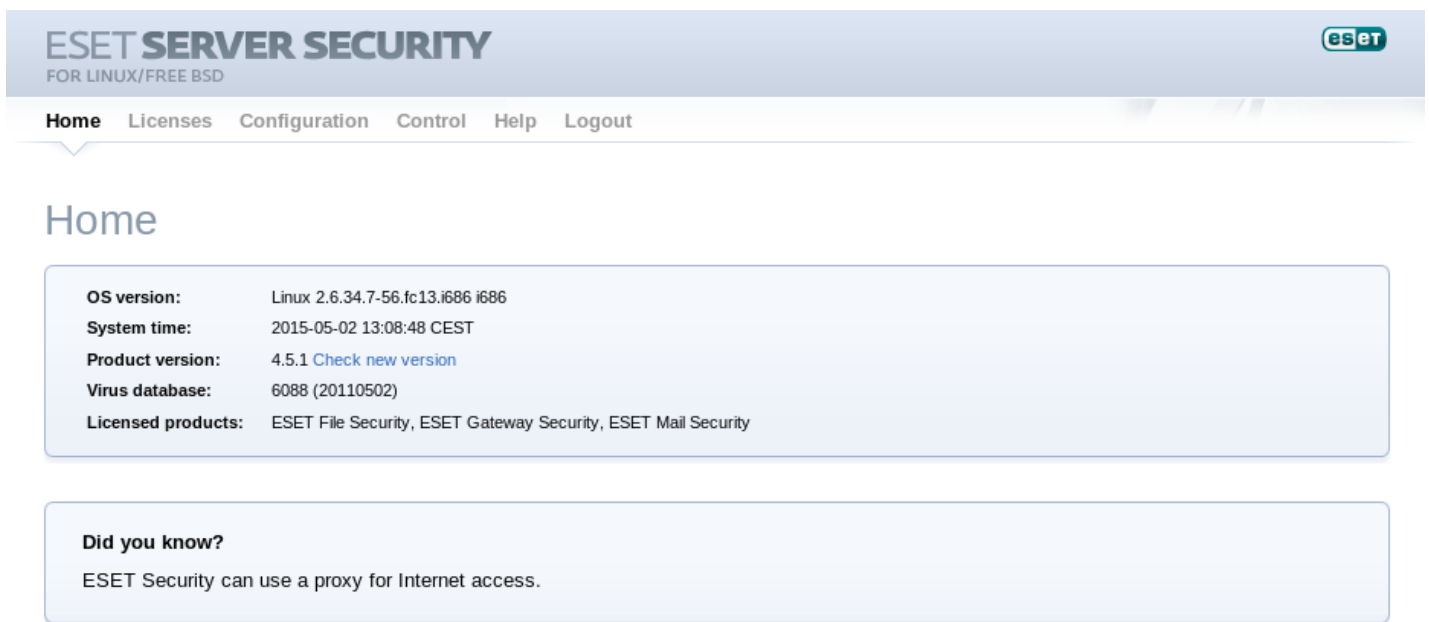 ESET SERVER SECURITY
FOR LINUX/FREE BSD
eseT
Home Licenses Configuration Control Help Logout
Home
OS version: Linux 2.6.34.7-56.fc13.i686 i686
System time: 2015-05-02 13:08:48 CEST
Product version: 4.5.1 Check new version
Virus database: 6088 (20110502)
Licensed products: ESET File Security, ESET Gateway Security, ESET Mail Security
Did you know?
ESET Security can use a proxy for Internet access.